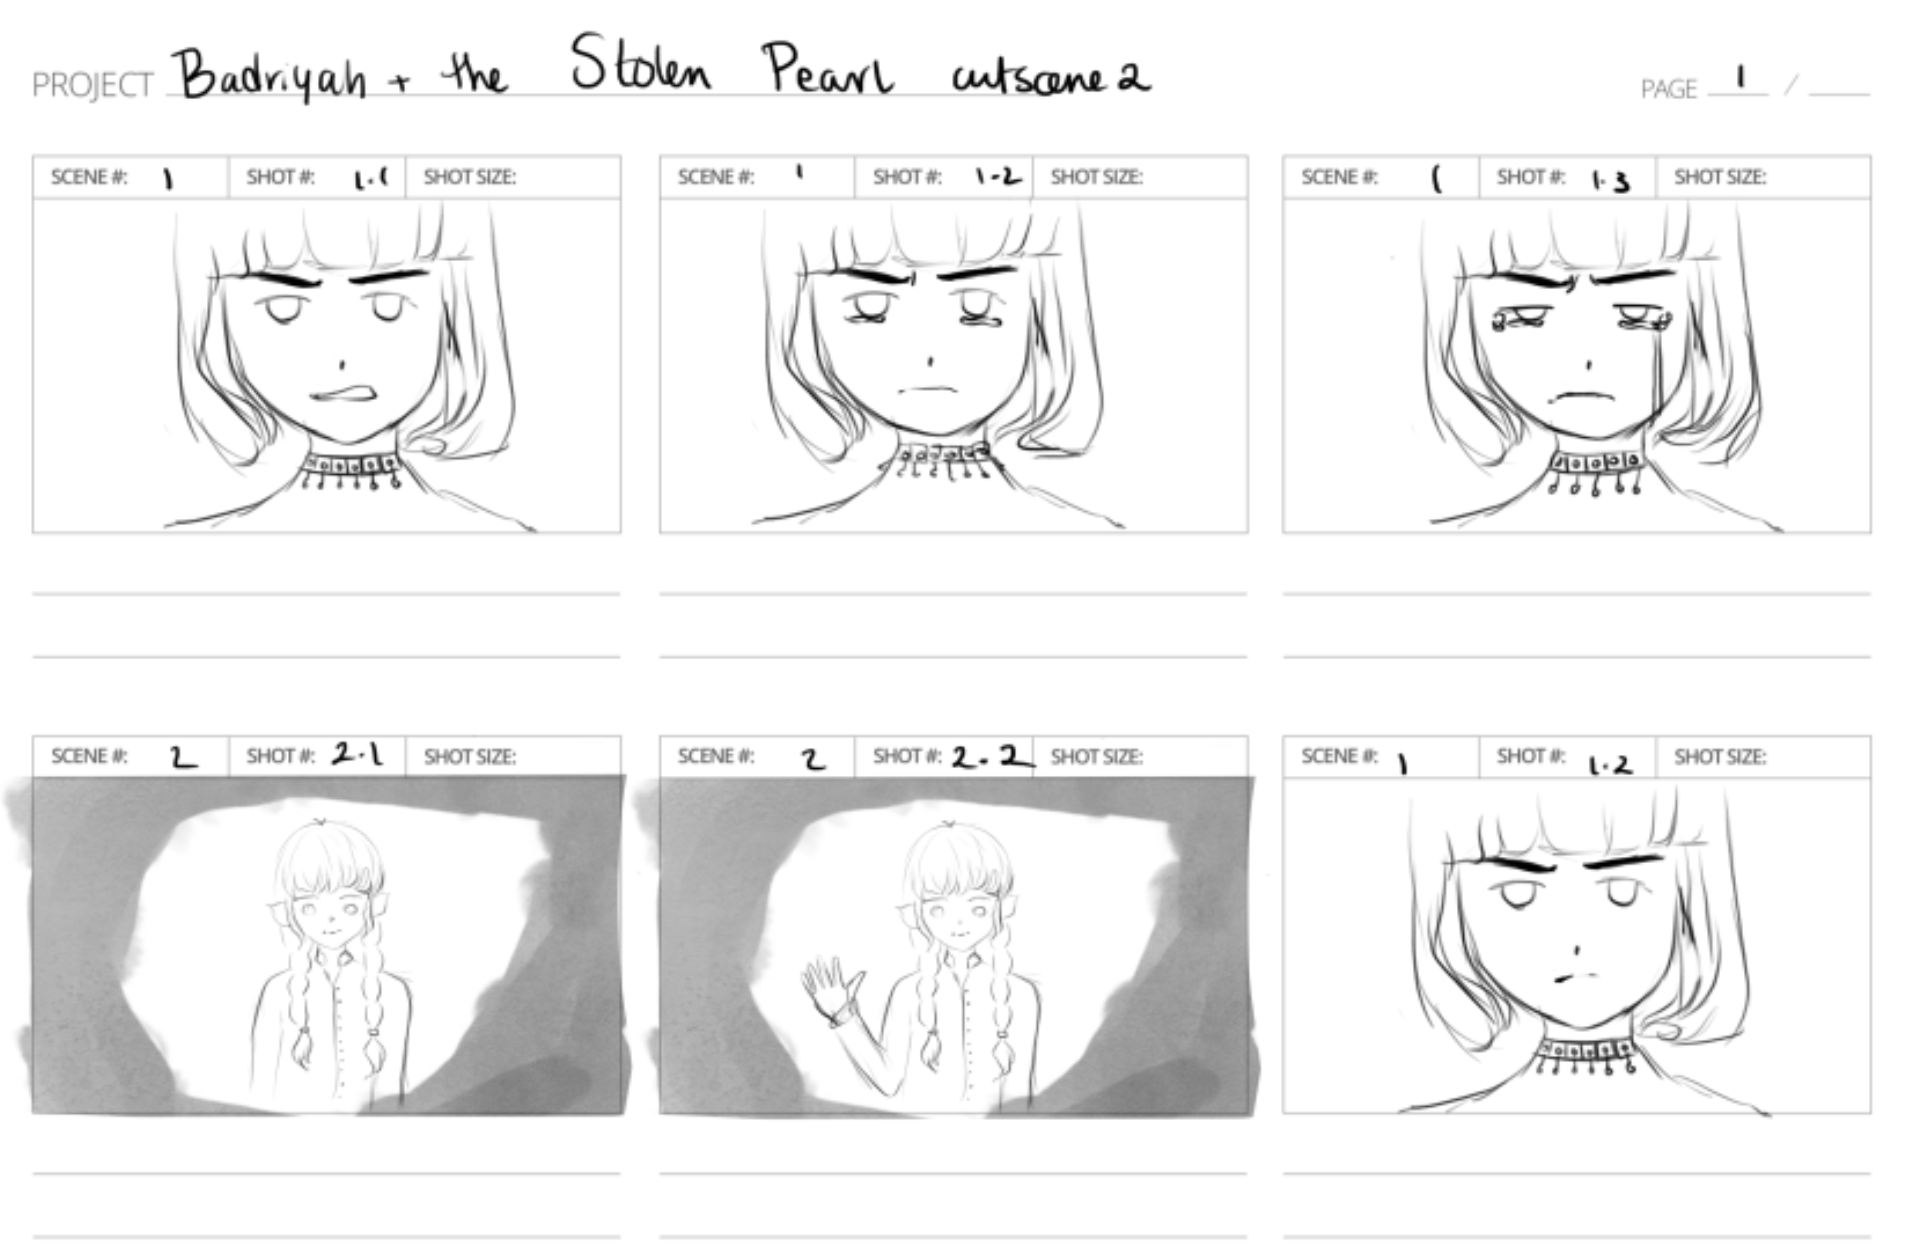 PROJECT Badriyah + the Stolen Pearl cutscene 2 PAGE 1 /
SCENE #: 1 SHOT #: 1.1 SHOT SIZE:
SCENE #: 1 SHOT #: 1-2 SHOT SIZE:
SCENE #: 1 SHOT #: 1.3 SHOT SIZE:
SCENE #: 2 SHOT #: 2.1 SHOT SIZE:
SCENE #: 2 SHOT #: 2.2 SHOT SIZE:
SCENE #: 1 SHOT #: 1.2 SHOT SIZE: